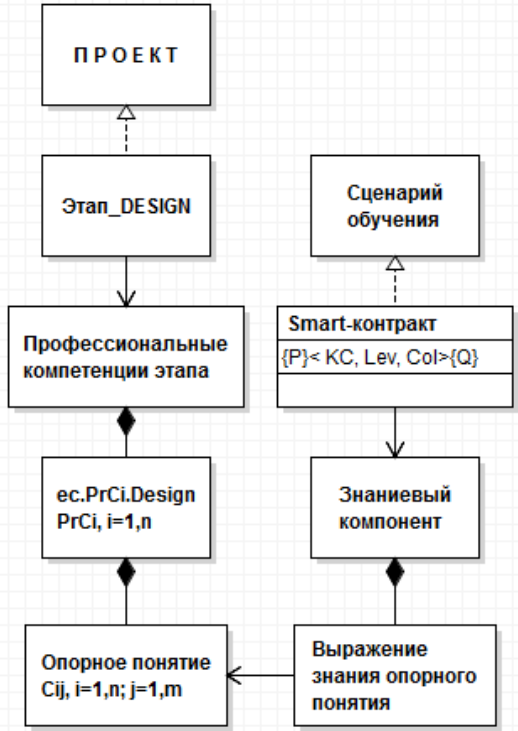 П Р О Е К Т
Этап_DESIGN
Сценарий
обучения
Профессиональные
компетенции этапа
Smart-контракт
{P}< KC, Lev, Col>{Q}
ec.PrCi.Design
PrCi, i=1,n
Знаниевый
компонент
Опорное понятие
Cij, i=1,n; j=1,m
Выражение
знания опорного
понятия